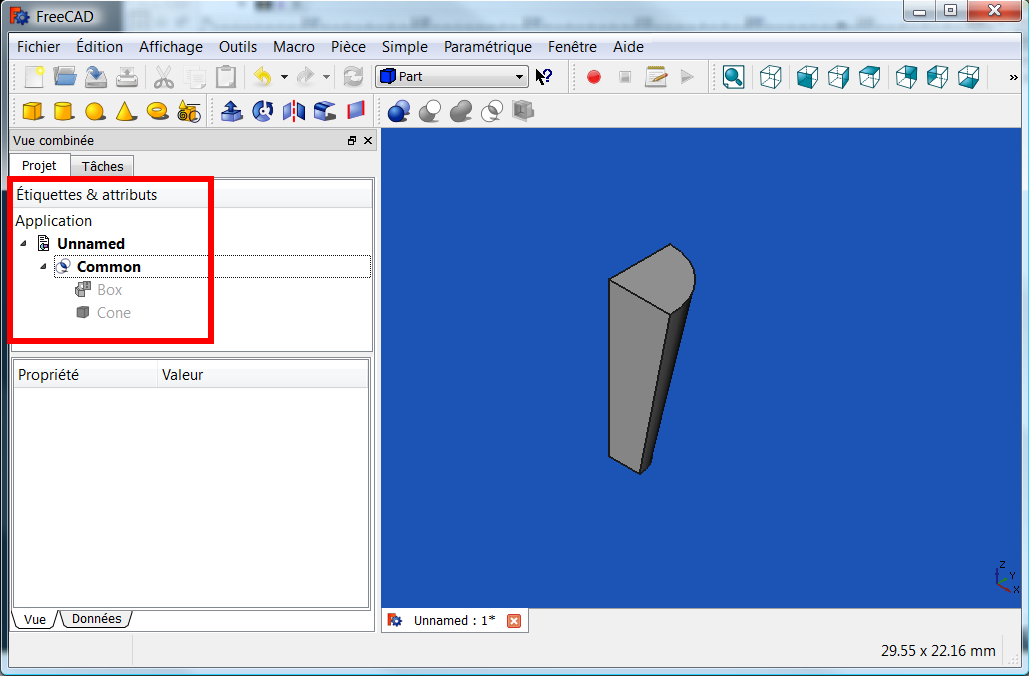 FreeCAD
Fichier Édition Affichage Outils Macro Pièce Simple Paramétrique Fenêtre Aide
Part
»
Vue combinée
Projet Tâches
Étiquettes & attributs
Application
Unnamed
Common
Box
Cone
Propriété Valeur
Z
Y
X
Vue Données
Unnamed : 1*
29.55 x 22.16 mm